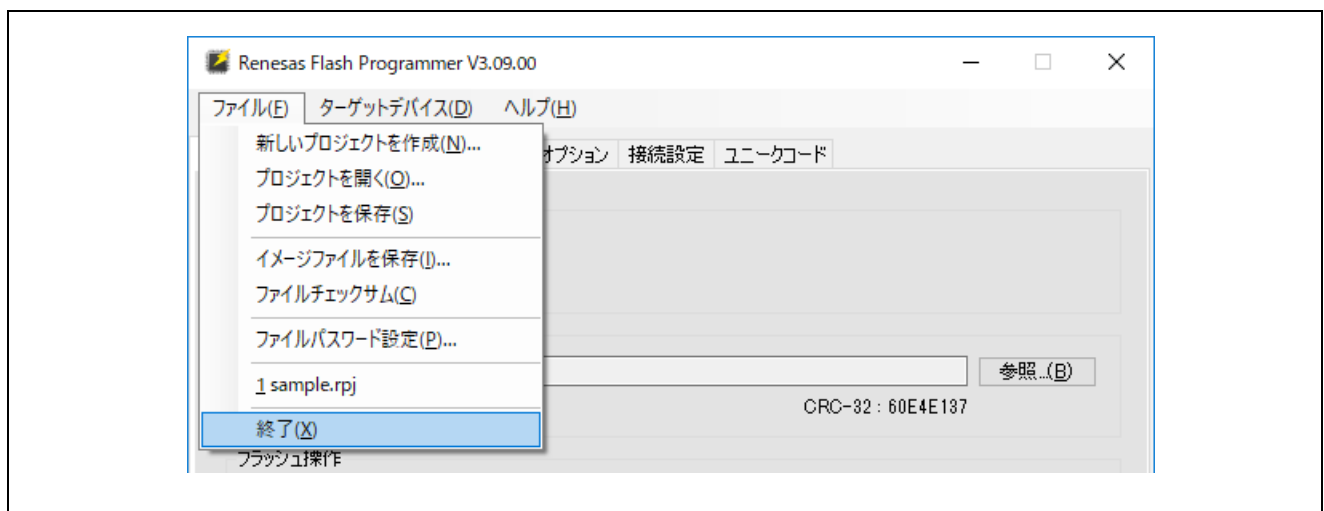 Renesas Flash Programmer V3.09.00
ファイル(F) ターゲットデバイス(D) ヘルプ(H)
新しいプロジェクトを作成(N)...
オプション 接続設定 ユニークコード
プロジェクトを開く(O)...
プロジェクトを保存(S)
イメージファイルを保存(I)...
ファイルチェックサム(C)
ファイルパスワード設定(P)...
参照...(B)
1 sample.rpj
CRC-32 : 60E4E137
終了(X)
フラッシュ操作